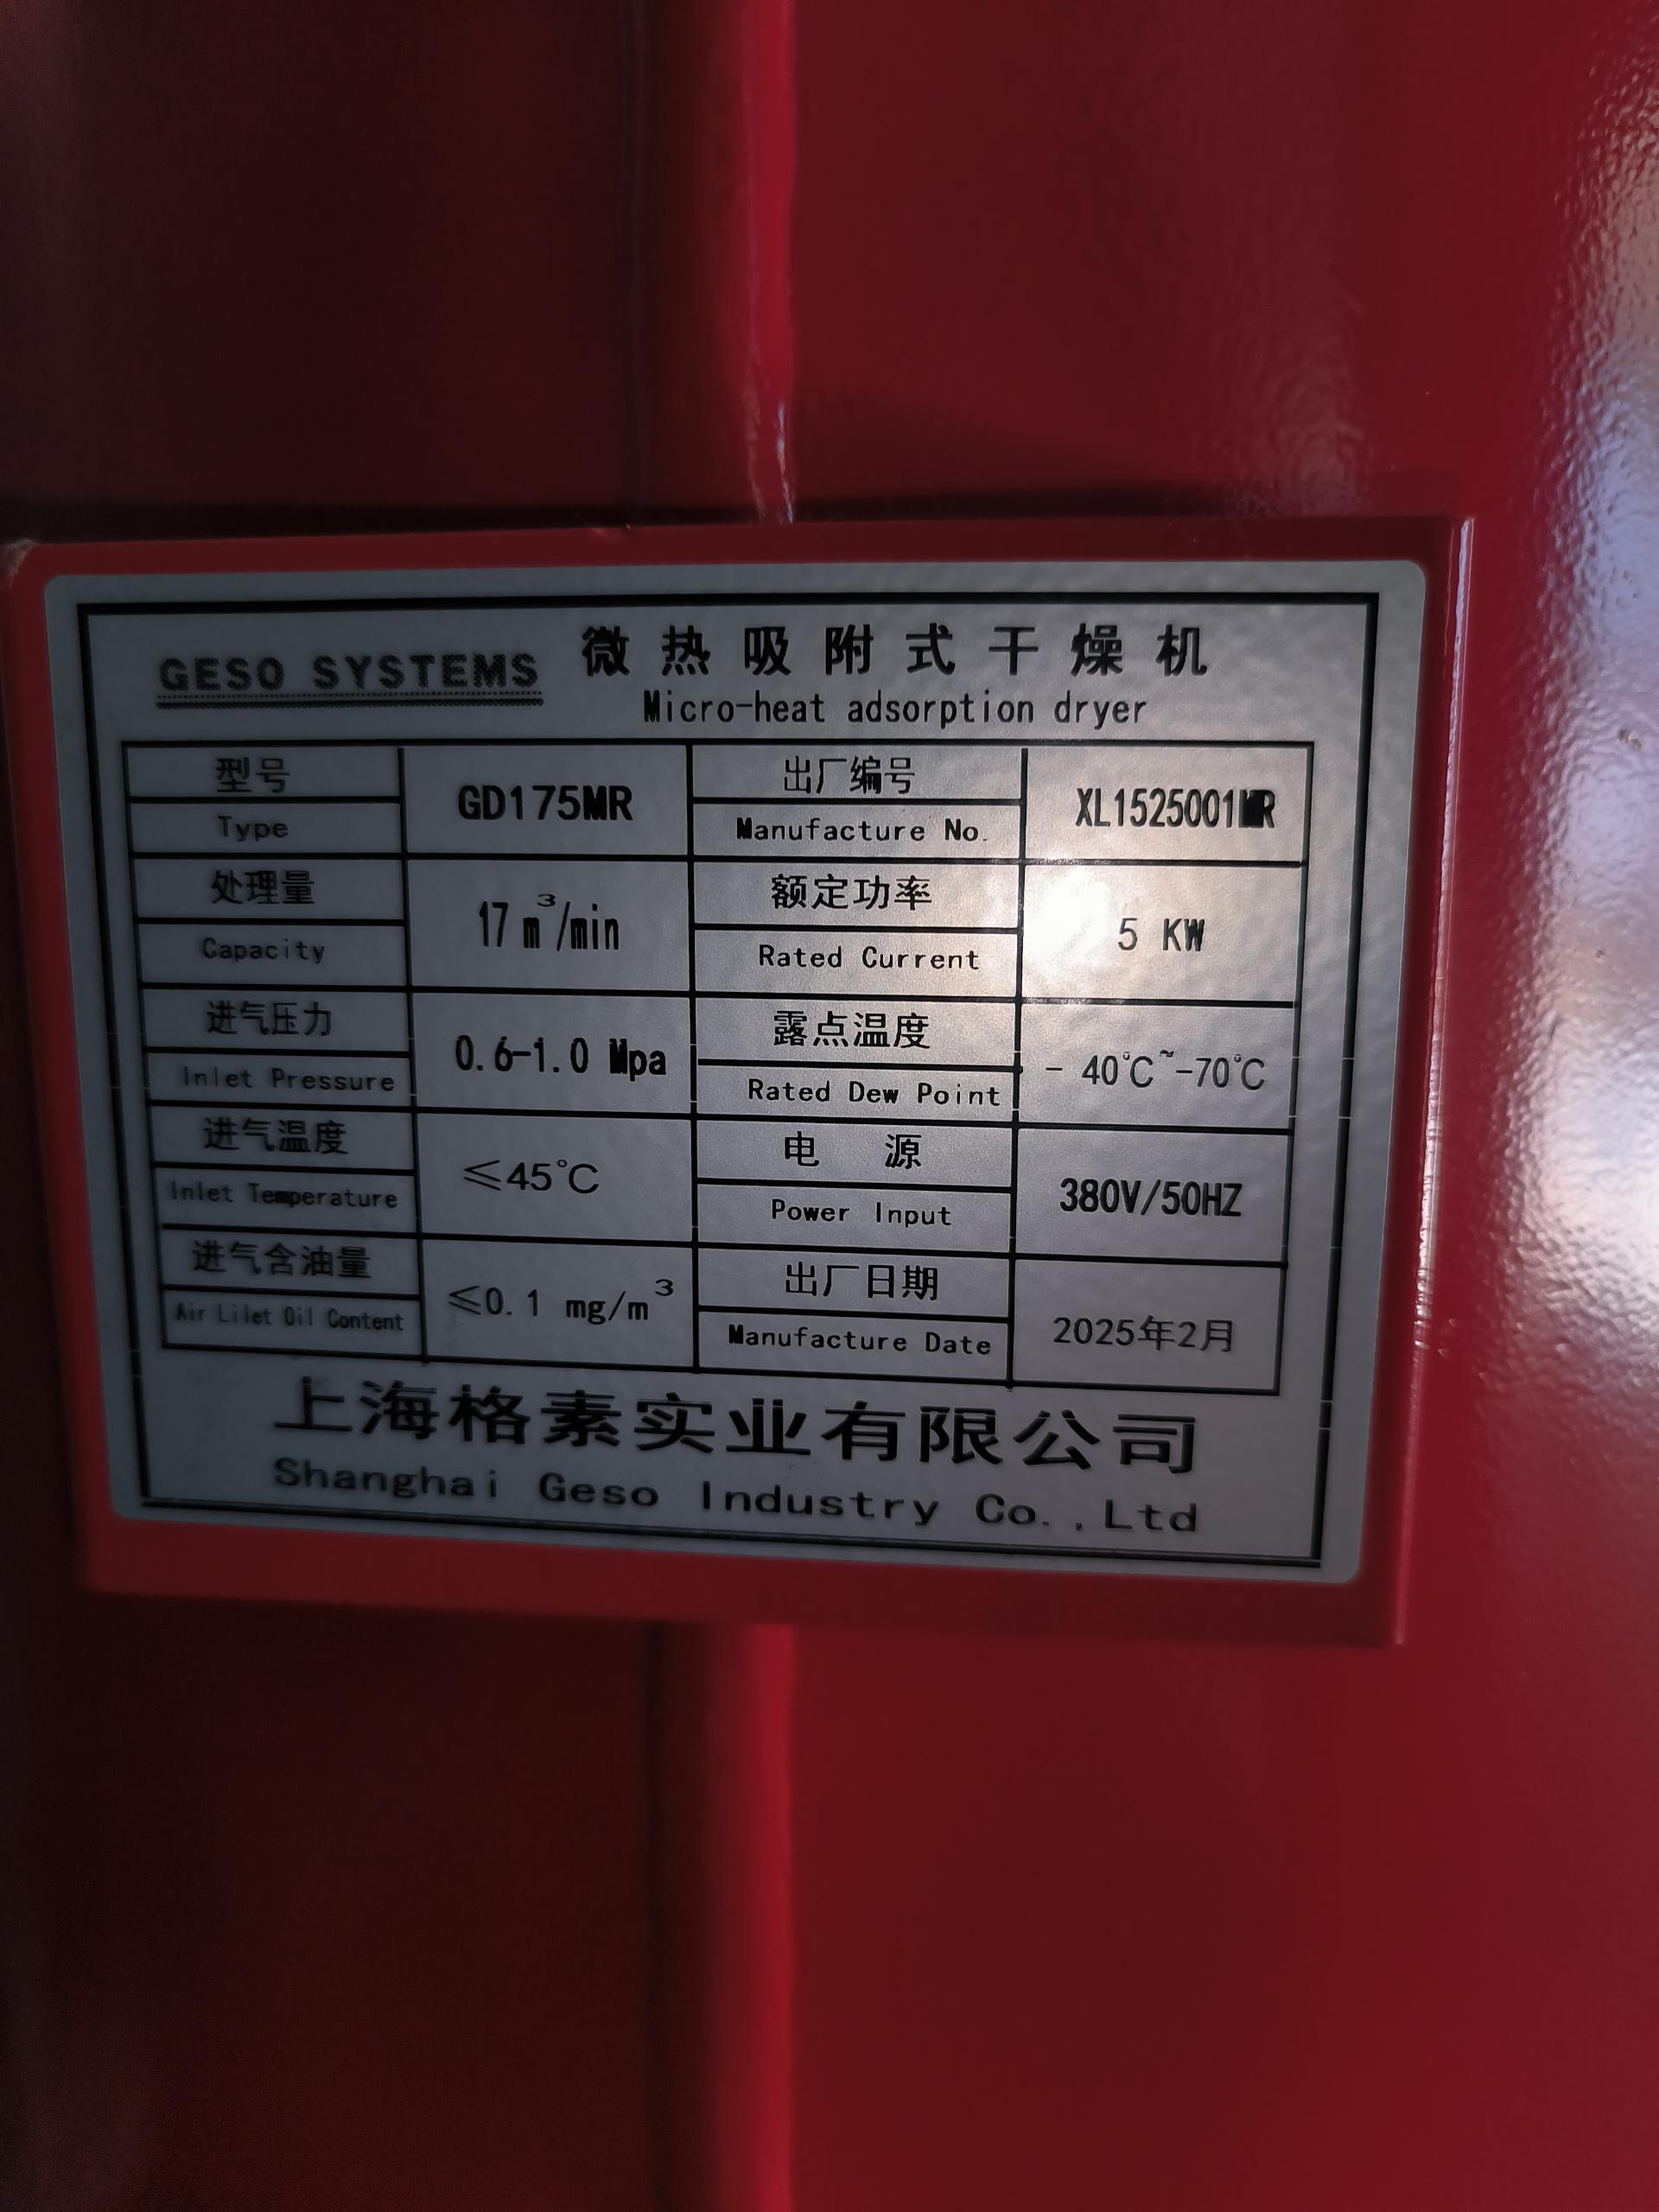 GESO SYSTEMS
微热吸附式干燥机
Micro-heat adsorption dryer
型号
Type
GD175MR
出厂编号
Manufacture No.
XL1525001MR
处理量
Capacity
17 m³/min
额定功率
Rated Current
5 KW
进气压力
Inlet Pressure
0.6-1.0 Mpa
露点温度
Rated Dew Point
- 40℃~-70℃
进气温度
Inlet Temperature
≤45℃
电 源
Power Input
380V/50HZ
进气含油量
Air Lilet Oil Content
≤0.1 mg/m³
出厂日期
Manufacture Date
2025年2月
上海格素实业有限公司
Shanghai Geso Industry Co.,Ltd